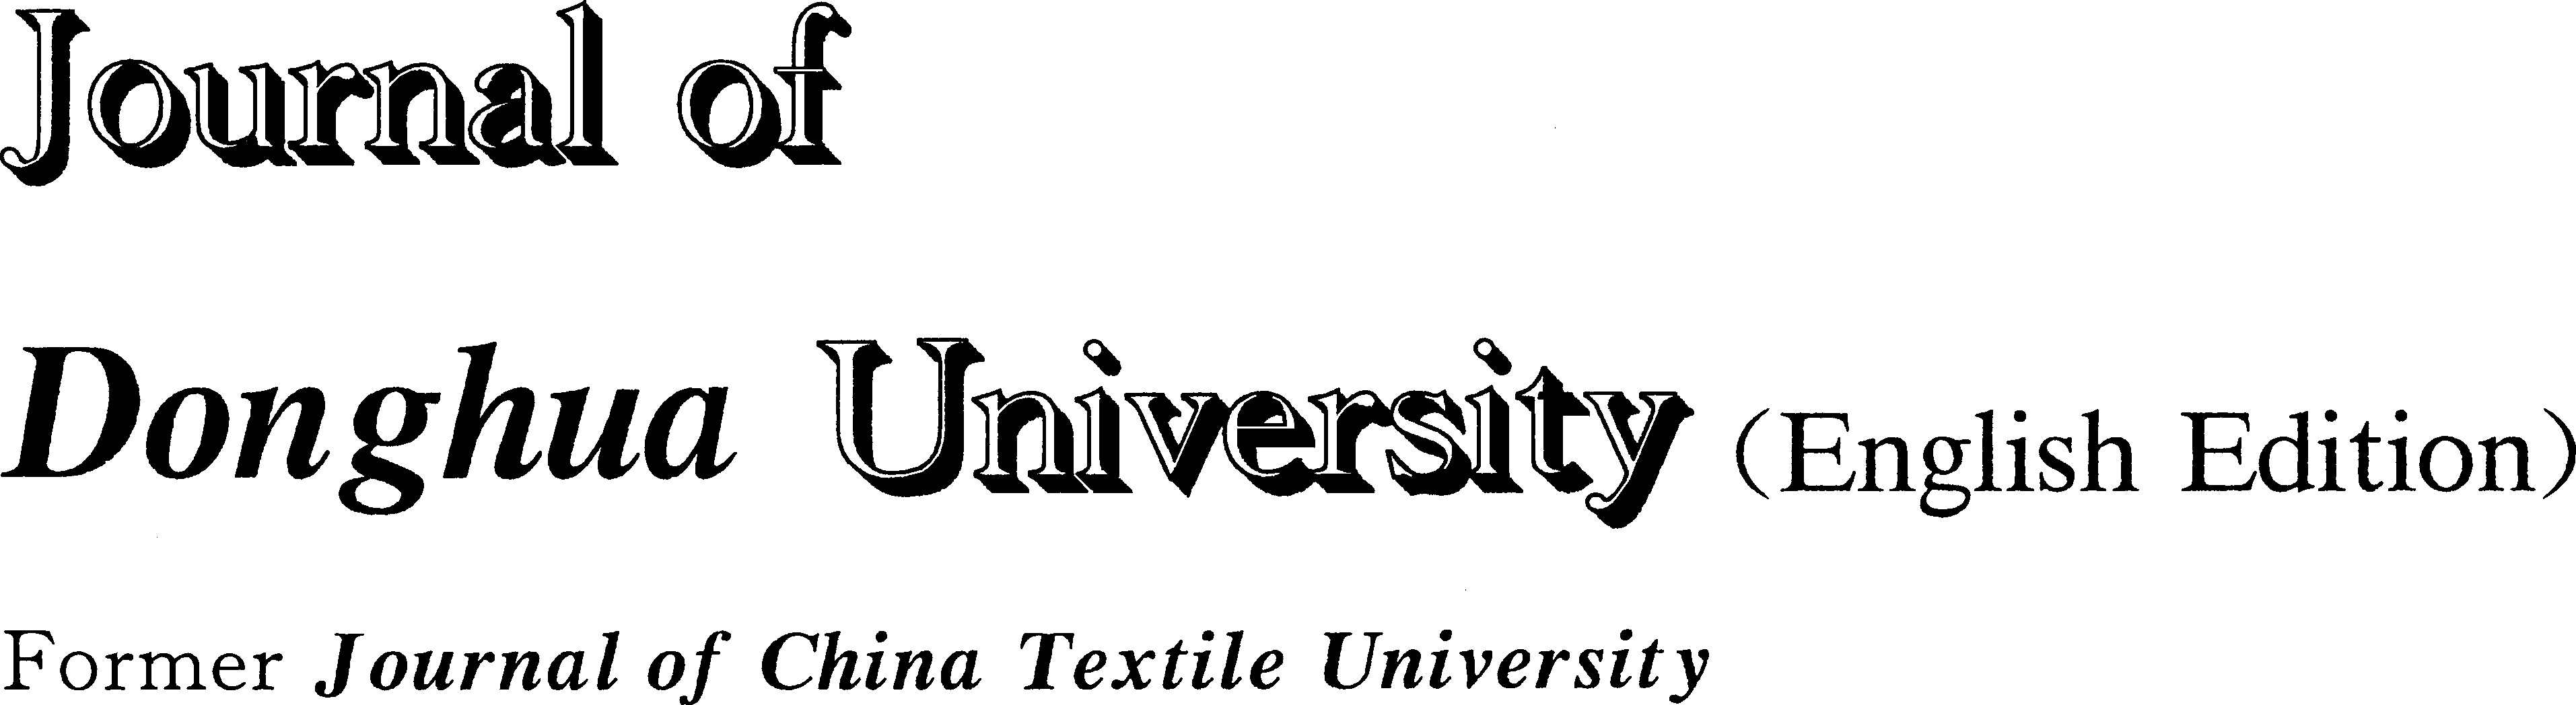 Journal of
Donghua University (English Edition)
Former Journal of China Textile University